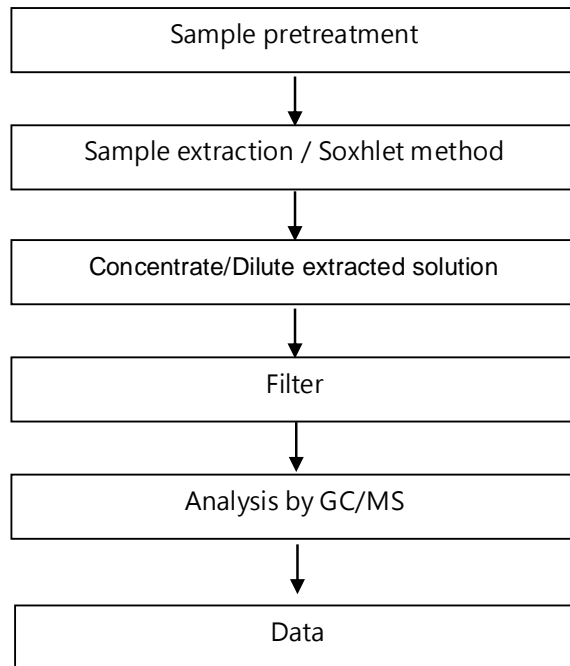 Sample pretreatment
Sample extraction / Soxhlet method
Concentrate/Dilute extracted solution
Filter
Analysis by GC/MS
Data